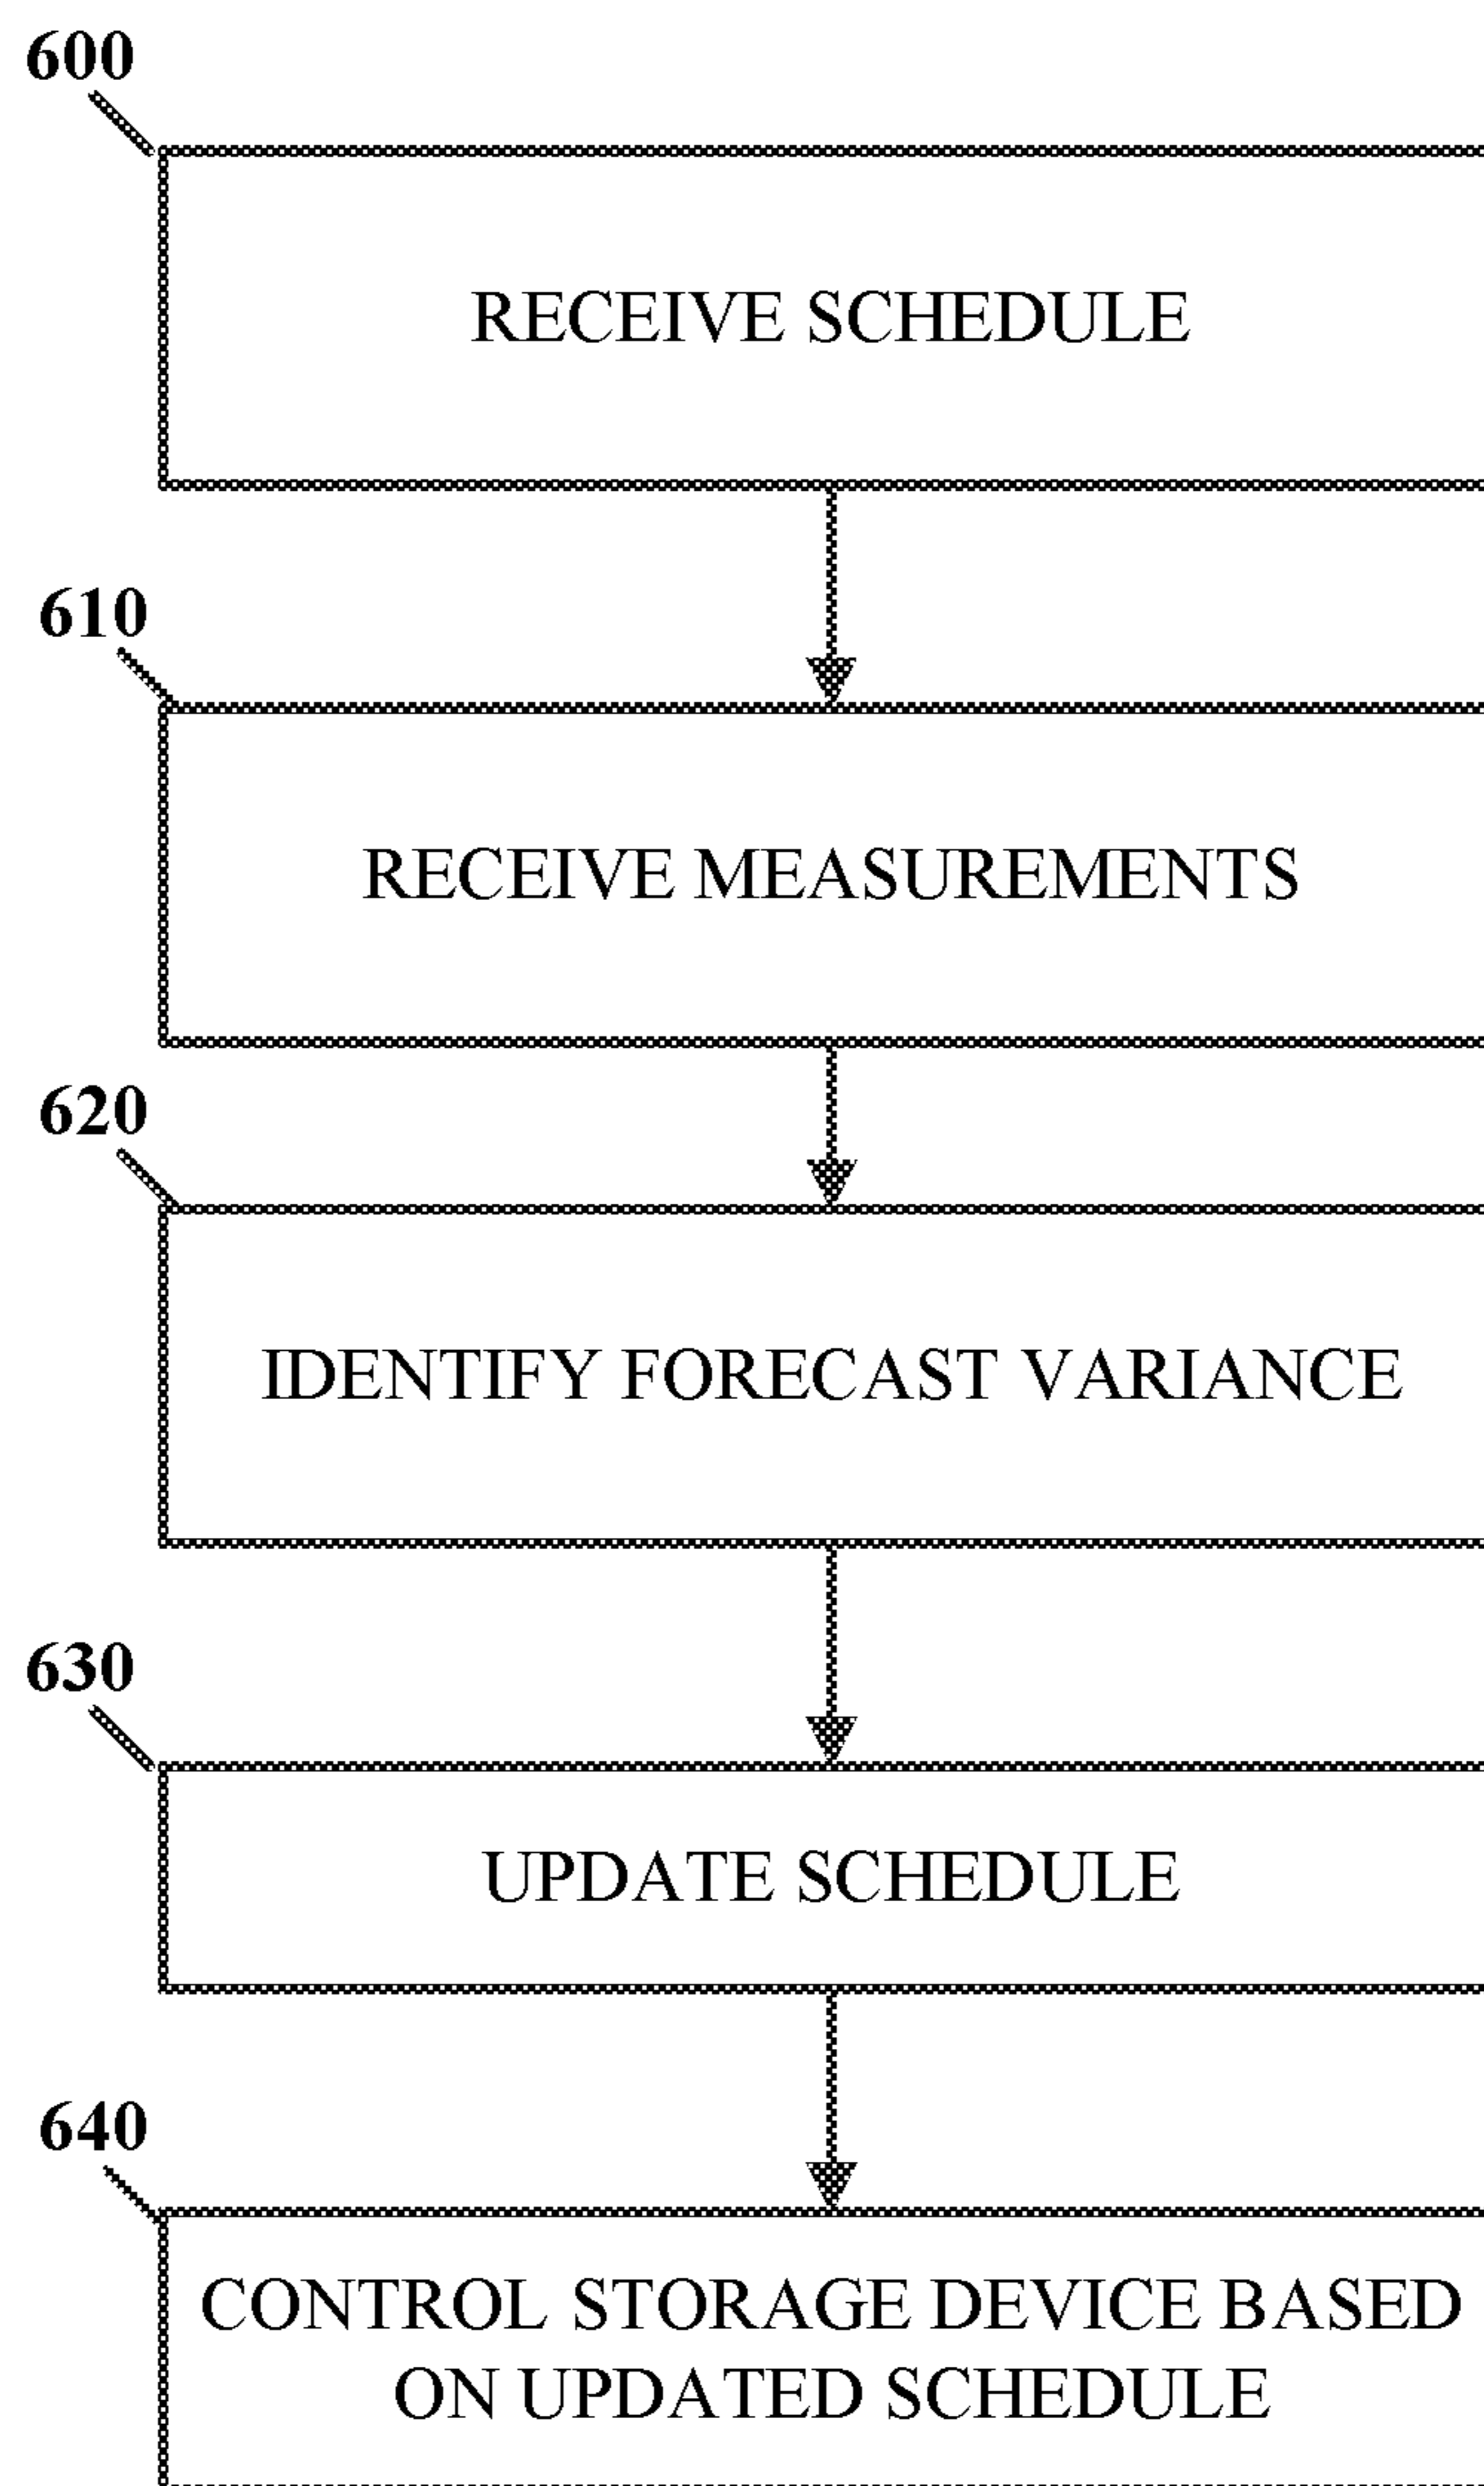 600
RECEIVE SCHEDULE
610
RECEIVE MEASUREMENTS
620
IDENTIFY FORECAST VARIANCE
630
UPDATE SCHEDULE
640
CONTROL STORAGE DEVICE BASED
ON UPDATED SCHEDULE